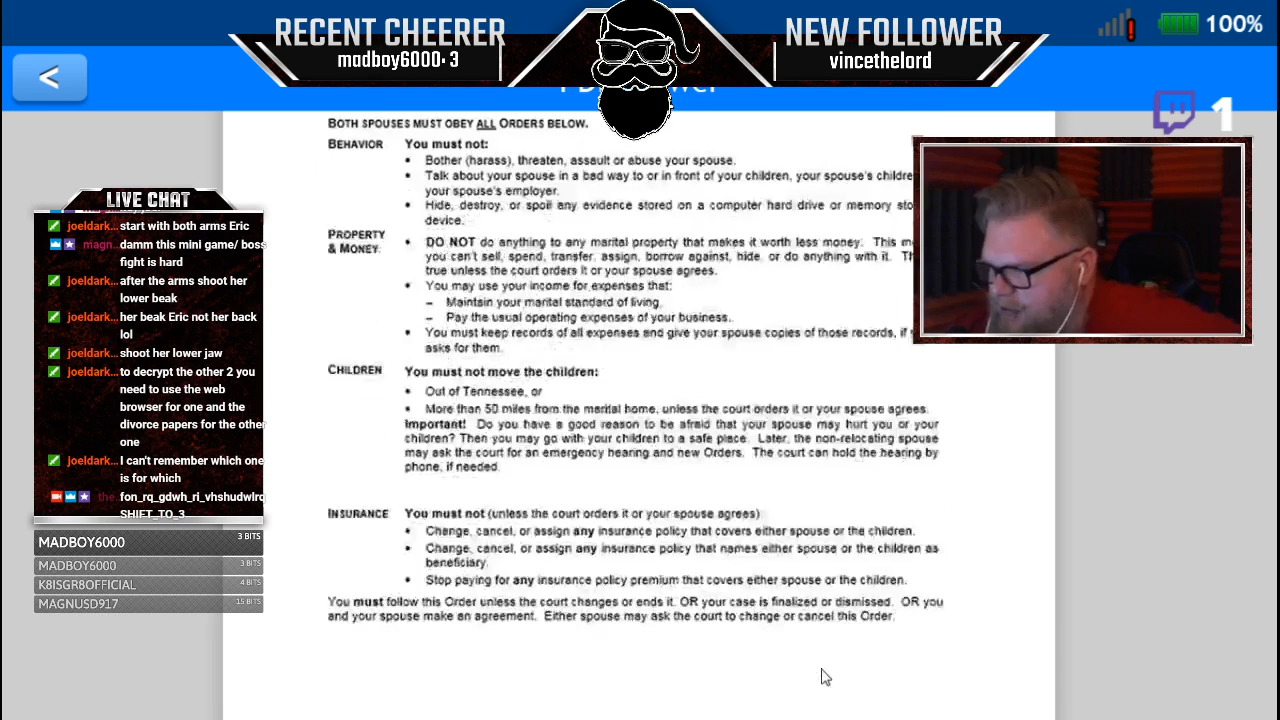 RECENT CHEERER
madboy6000· 3
NEW FOLLOWER
vincethelord
100%
<
1
LIVE CHAT
joeldark... start with both arms Eric
magn... damm this mini game/ boss
fight is hard
joeldark... after the arms shoot her
lower beak
joeldark... her beak Eric not her back
lol
joeldark... shoot her lower jaw
joeldark... to decrypt the other 2 you
need to use the web
browser for one and the
divorce papers for the other
one
joeldark... I can't remember which one
is for which
the fon_rq_gdwh_ri_vhshudwlrq
SHIFT_TO_3
MADBOY6000 3 BITS
MADBOY6000 3 BITS
K8ISGR8OFFICIAL 4 BITS
MAGNUSD917 15 BITS
BOTH SPOUSES MUST OBEY ALL ORDERS BELOW.
BEHAVIOR You must not:
• Bother (harass), threaten, assault or abuse your spouse.
• Talk about your spouse in a bad way to or in front of your children, your spouse's childre
your spouse's employer.
• Hide, destroy, or spoil any evidence stored on a computer hard drive or memory sto
device.
PROPERTY
& MONEY:
• DO NOT do anything to any marital property that makes it worth less money. This m
you can't sell, spend, transfer, assign, borrow against, hide, or do anything with it. Th
true unless the court orders it or your spouse agrees.
• You may use your income for expenses that:
– Maintain your marital standard of living.
– Pay the usual operating expenses of your business.
• You must keep records of all expenses and give your spouse copies of those records, if
asks for them.
CHILDREN You must not move the children:
• Out of Tennessee, or
• More than 50 miles from the marital home, unless the court orders it or your spouse agrees.
Important! Do you have a good reason to be afraid that your spouse may hurt you or your
children? Then you may go with your children to a safe place. Later, the non-relocating spouse
may ask the court for an emergency hearing and new Orders. The court can hold the hearing by
phone, if needed.
INSURANCE You must not (unless the court orders it or your spouse agrees)
• Change, cancel, or assign any insurance policy that covers either spouse or the children.
• Change, cancel, or assign any insurance policy that names either spouse or the children as
beneficiary.
• Stop paying for any insurance policy premium that covers either spouse or the children.
You must follow this Order unless the court changes or ends it. OR your case is finalized or dismissed. OR you
and your spouse make an agreement. Either spouse may ask the court to change or cancel this Order.